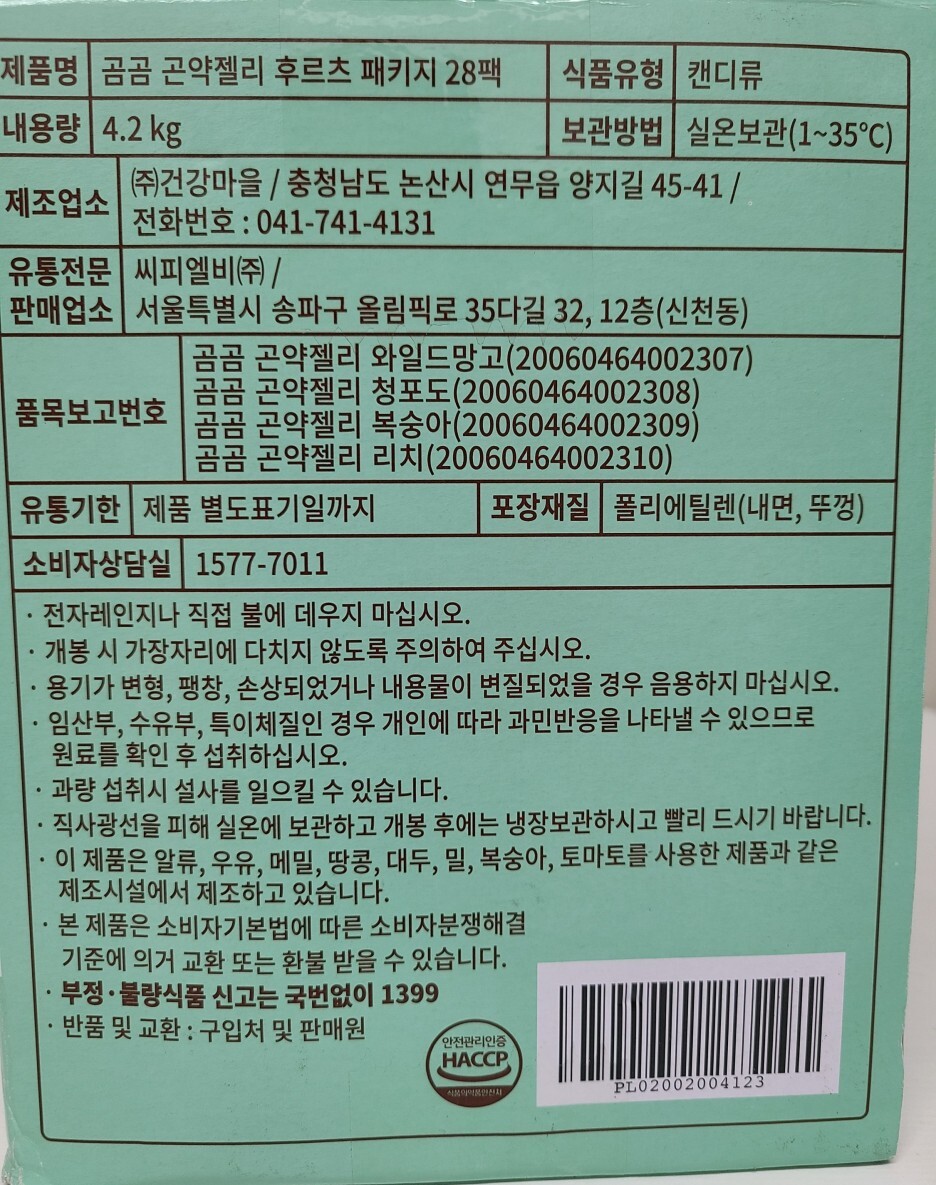 제품명 곰곰 곤약젤리 후르츠 패키지 28팩 식품유형 캔디류
내용량 4.2 kg 보관방법 실온보관(1~35℃)
제조업소 ㈜건강마을 / 충청남도 논산시 연무읍 양지길 45-41 /
전화번호 : 041-741-4131
유통전문 씨피엘비㈜ /
판매업소 서울특별시 송파구 올림픽로 35다길 32, 12층(신천동)
품목보고번호
곰곰 곤약젤리 와일드망고(20060464002307)
곰곰 곤약젤리 청포도(20060464002308)
곰곰 곤약젤리 복숭아(20060464002309)
곰곰 곤약젤리 리치(20060464002310)
유통기한 제품 별도표기일까지 포장재질 폴리에틸렌(내면, 뚜껑)
소비자상담실 1577-7011
· 전자레인지나 직접 불에 데우지 마십시오.
· 개봉 시 가장자리에 다치지 않도록 주의하여 주십시오.
· 용기가 변형, 팽창, 손상되었거나 내용물이 변질되었을 경우 음용하지 마십시오.
· 임산부, 수유부, 특이체질인 경우 개인에 따라 과민반응을 나타낼 수 있으므로
원료를 확인 후 섭취하십시오.
· 과량 섭취시 설사를 일으킬 수 있습니다.
· 직사광선을 피해 실온에 보관하고 개봉 후에는 냉장보관하시고 빨리 드시기 바랍니다.
· 이 제품은 알류, 우유, 메밀, 땅콩, 대두, 밀, 복숭아, 토마토를 사용한 제품과 같은
제조시설에서 제조하고 있습니다.
· 본 제품은 소비자기본법에 따른 소비자분쟁해결
기준에 의거 교환 또는 환불 받을 수 있습니다.
· 부정·불량식품 신고는 국번없이 1399
· 반품 및 교환 : 구입처 및 판매원
안전관리인증
HACCP
식품의약품안전처
PL02002004123